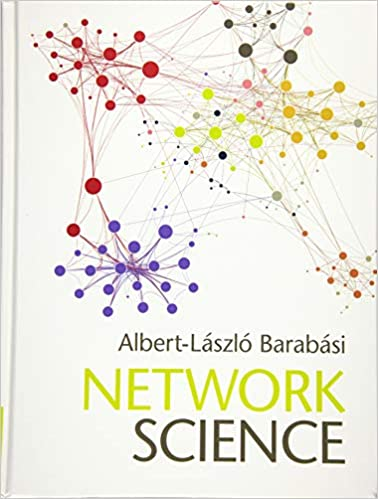 Albert-László Barabási
NETWORK
SCIENCE